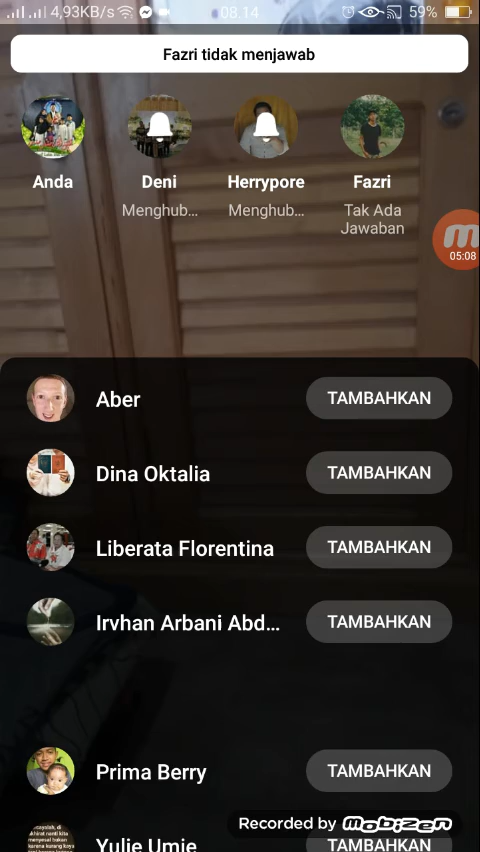 4,93KB/s 08.14 59%
Fazri tidak menjawab
Anda Deni Herrypore Fazri
Menghub... Menghub... Tak Ada
Jawaban
05:08
Aber TAMBAHKAN
Dina Oktalia TAMBAHKAN
Liberata Florentina TAMBAHKAN
Irvhan Arbani Abd... TAMBAHKAN
Prima Berry TAMBAHKAN
Recorded by mobizen
Yulie Umie TAMBAHKAN